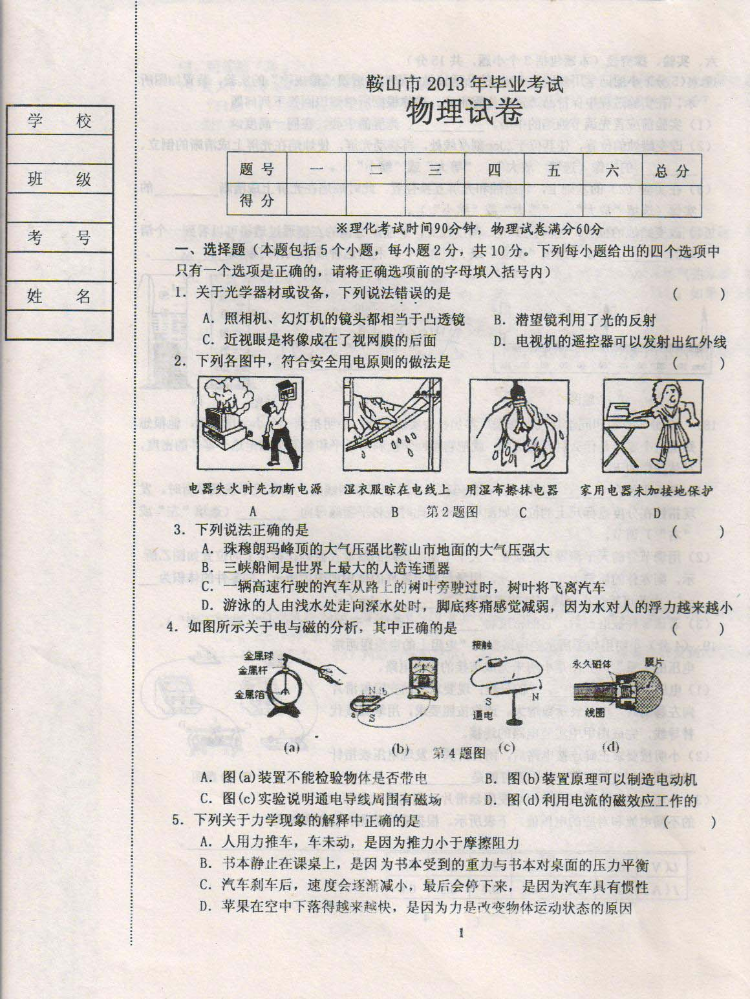 鞍山市 2013 年毕业考试
物理试卷
学 校
班 级
考 号
姓 名
题 号 一 二 三 四 五 六 总 分
得 分
※理化考试时间90分钟，物理试卷满分60分
一、选择题（本题包括 5 个小题，每小题 2 分，共 10 分。下列每小题给出的四个选项中
只有一个选项是正确的，请将正确选项前的字母填入括号内）
1．关于光学器材或设备，下列说法错误的是 （ ）
A．照相机、幻灯机的镜头都相当于凸透镜 B．潜望镜利用了光的反射
C．近视眼是将像成在了视网膜的后面 D．电视机的遥控器可以发射出红外线
2．下列各图中，符合安全用电原则的做法是 （ ）
电器失火时先切断电源 湿衣服晾在电线上 用湿布擦抹电器 家用电器未加接地保护
A B 第 2 题图 C D
3．下列说法正确的是 （ ）
A．珠穆朗玛峰顶的大气压强比鞍山市地面的大气压强大
B．三峡船闸是世界上最大的人造连通器
C．一辆高速行驶的汽车从路上的树叶旁驶过时，树叶将飞离汽车
D．游泳的人由浅水处走向深水处时，脚底疼痛感觉减弱，因为水对人的浮力越来越小
4．如图所示关于电与磁的分析，其中正确的是 （ ）
金属球
金属杆
金属箔
N
b
a
S
接触
S
N
通电
永久磁体
膜片
线圈
(a) (b) 第 4 题图 (c) (d)
A．图(a)装置不能检验物体是否带电 B．图(b)装置原理可以制造电动机
C．图(c)实验说明通电导线周围有磁场 D．图(d)利用电流的磁效应工作的
5．下列关于力学现象的解释中正确的是 （ ）
A．人用力推车，车未动，是因为推力小于摩擦阻力
B．书本静止在课桌上，是因为书本受到的重力与书本对桌面的压力平衡
C．汽车刹车后，速度会逐渐减小，最后会停下来，是因为汽车具有惯性
D．苹果在空中下落得越来越快，是因为力是改变物体运动状态的原因
1